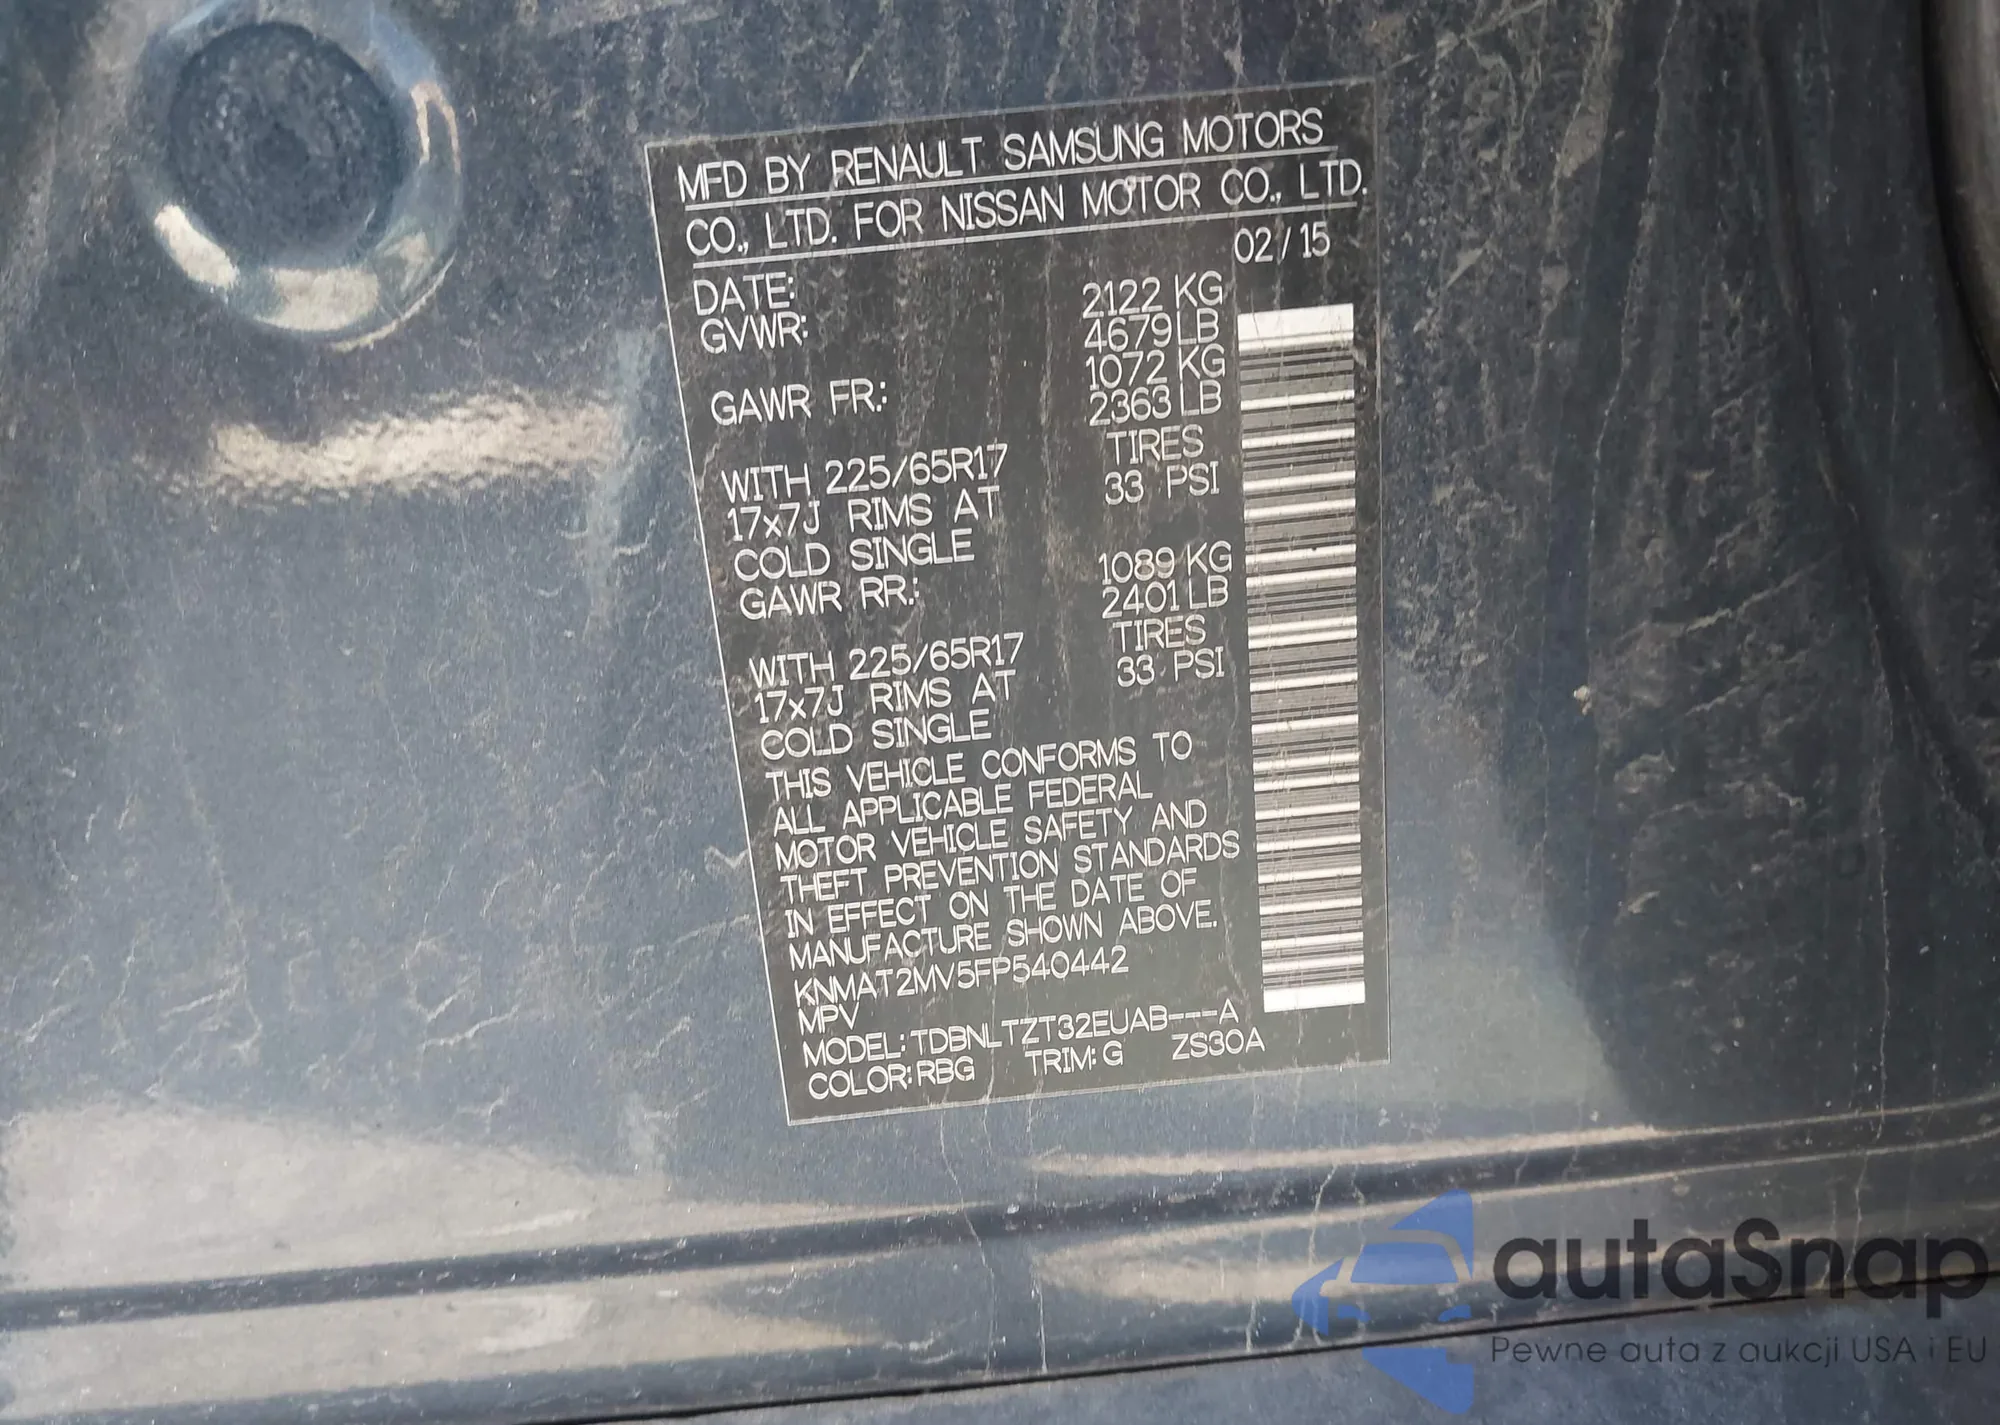 MFD BY RENAULT SAMSUNG MOTORS
CO., LTD. FOR NISSAN MOTOR CO., LTD.
DATE: 02/15
GVWR: 2122 KG
4679 LB
GAWR FR.: 1072 KG
2363 LB
WITH 225/65R17 TIRES
17x7J RIMS AT 33 PSI
COLD SINGLE
GAWR RR.: 1089 KG
2401 LB
WITH 225/65R17 TIRES
17x7J RIMS AT 33 PSI
COLD SINGLE
THIS VEHICLE CONFORMS TO
ALL APPLICABLE FEDERAL
MOTOR VEHICLE SAFETY AND
THEFT PREVENTION STANDARDS
IN EFFECT ON THE DATE OF
MANUFACTURE SHOWN ABOVE.
KNMAT2MV5FP540442
MPV
MODEL: TDBNLTZT32EUAB---A
COLOR: RBG TRIM: G ZS30A
autaSnap
Pewne auta z aukcji USA i EU